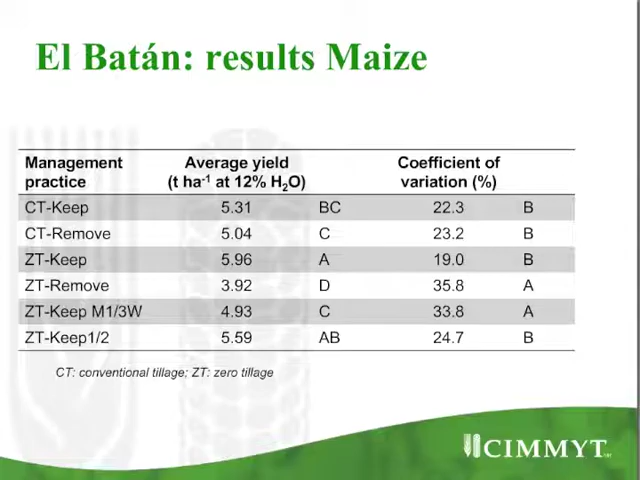 El Batán: results Maize
Management practice Average yield (t ha⁻¹ at 12% H₂O) Coefficient of variation (%)
CT-Keep 5.31 BC 22.3 B
CT-Remove 5.04 C 23.2 B
ZT-Keep 5.96 A 19.0 B
ZT-Remove 3.92 D 35.8 A
ZT-Keep M1/3W 4.93 C 33.8 A
ZT-Keep1/2 5.59 AB 24.7 B
CT: conventional tillage; ZT: zero tillage
CIMMYT